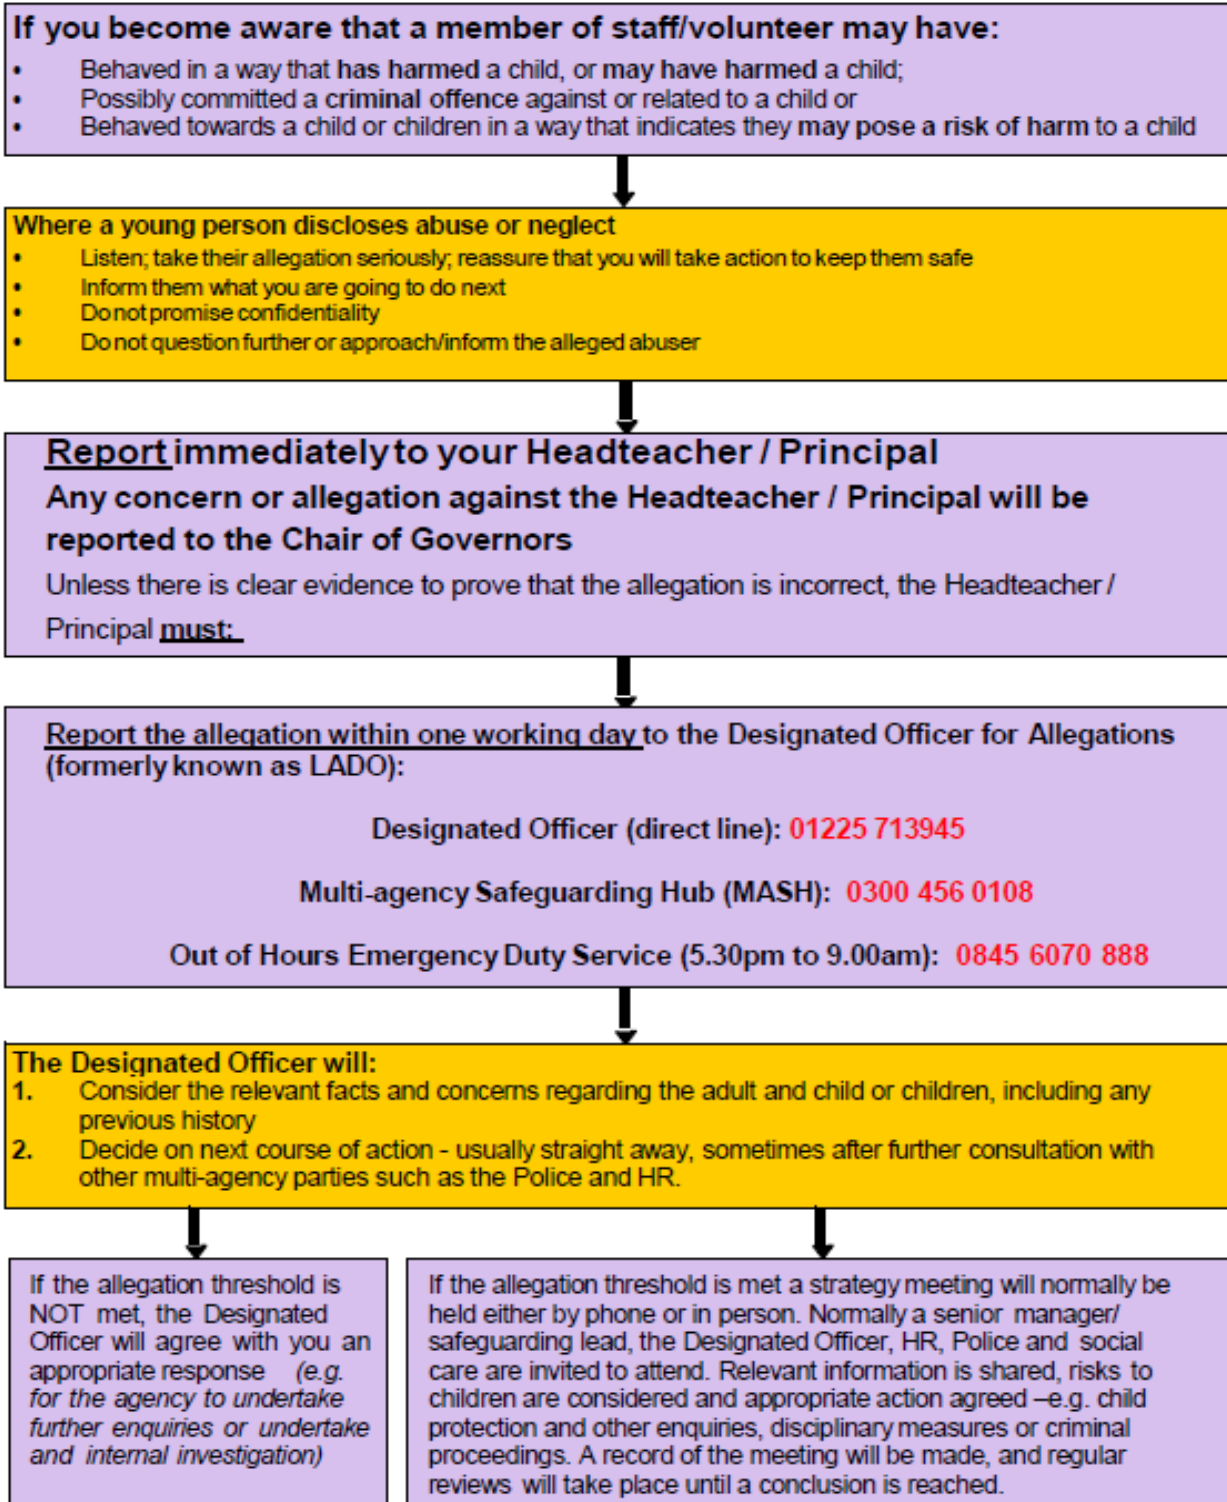 If you become aware that a member of staff/volunteer may have:
• Behaved in a way that has harmed a child, or may have harmed a child;
• Possibly committed a criminal offence against or related to a child or
• Behaved towards a child or children in a way that indicates they may pose a risk of harm to a child
Where a young person discloses abuse or neglect
• Listen; take their allegation seriously; reassure that you will take action to keep them safe
• Inform them what you are going to do next
• Do not promise confidentiality
• Do not question further or approach/inform the alleged abuser
Report immediately to your Headteacher / Principal
Any concern or allegation against the Headteacher / Principal will be
reported to the Chair of Governors
Unless there is clear evidence to prove that the allegation is incorrect, the Headteacher /
Principal must:
Report the allegation within one working day to the Designated Officer for Allegations
(formerly known as LADO):
Designated Officer (direct line): 01225 713945
Multi-agency Safeguarding Hub (MASH): 0300 456 0108
Out of Hours Emergency Duty Service (5.30pm to 9.00am): 0845 6070 888
The Designated Officer will:
1. Consider the relevant facts and concerns regarding the adult and child or children, including any
previous history
2. Decide on next course of action - usually straight away, sometimes after further consultation with
other multi-agency parties such as the Police and HR.
If the allegation threshold is
NOT met, the Designated
Officer will agree with you an
appropriate response (e.g.
for the agency to undertake
further enquiries or undertake
and internal investigation)
If the allegation threshold is met a strategy meeting will normally be
held either by phone or in person. Normally a senior manager/
safeguarding lead, the Designated Officer, HR, Police and social
care are invited to attend. Relevant information is shared, risks to
children are considered and appropriate action agreed –e.g. child
protection and other enquiries, disciplinary measures or criminal
proceedings. A record of the meeting will be made, and regular
reviews will take place until a conclusion is reached.